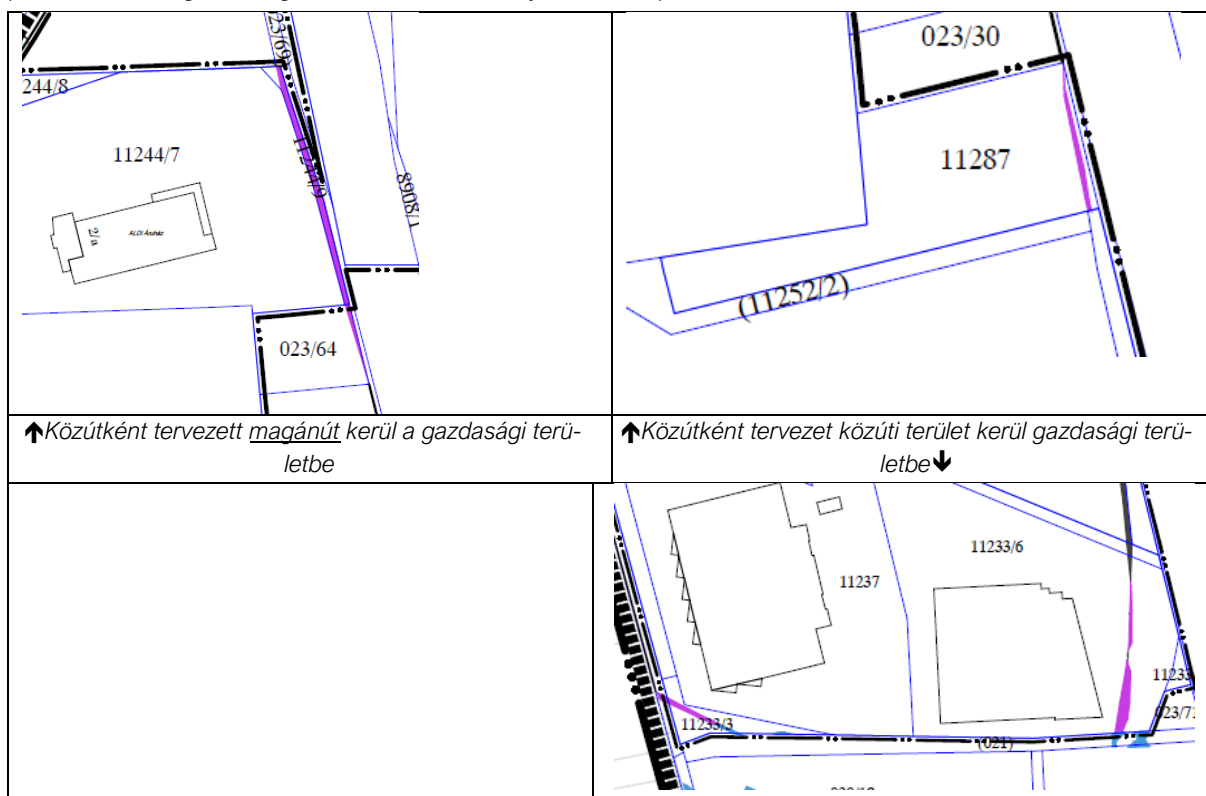 023/69
244/8
11244/7
11244/9
8908/1
2/a
ALDI Áruház
023/64
023/30
11287
(11252/2)
↑Közútként tervezett magánút kerül a gazdasági terü-
letbe
↑Közútként tervezet közúti terület kerül gazdasági terü-
letbe↓
11233/6
11237
11233
11233/3
023/71
(021)